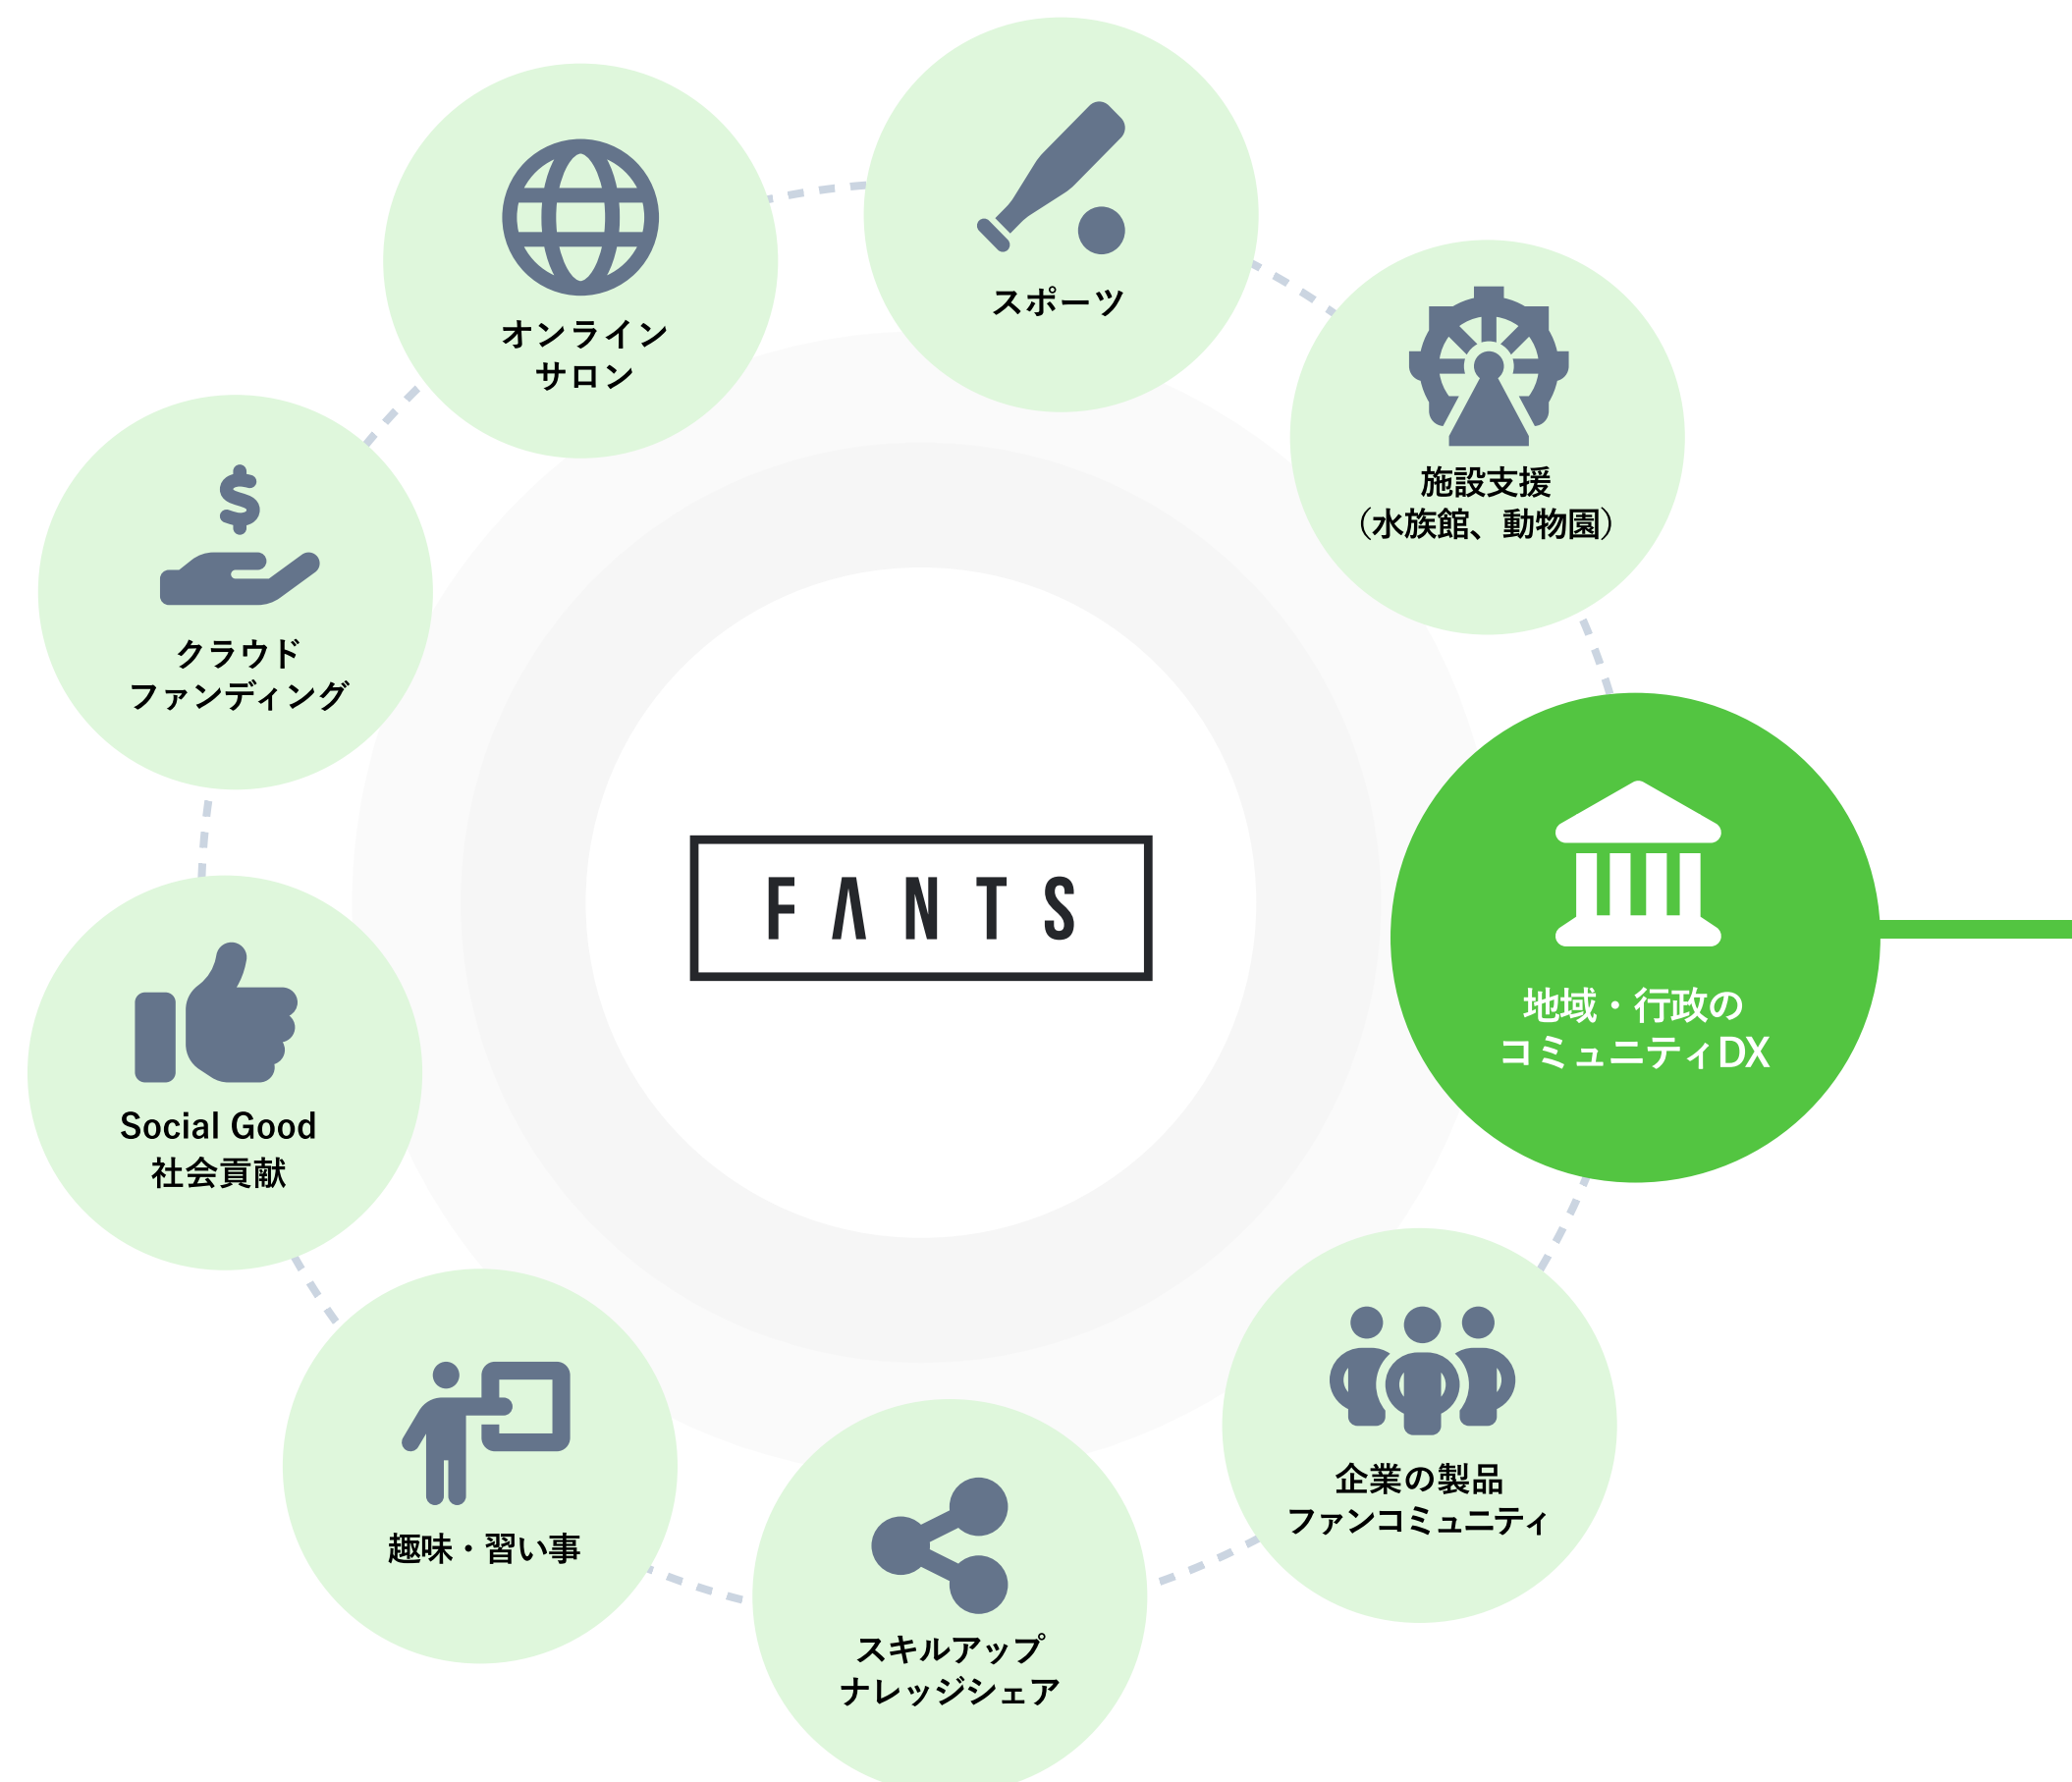 スポーツ
オンライン
サロン
施設支援
（水族館、動物園）
クラウド
ファンディング
FANTS
地域・行政の
コミュニティDX
Social Good
社会貢献
企業の製品
ファンコミュニティ
趣味・習い事
スキルアップ
ナレッジシェア